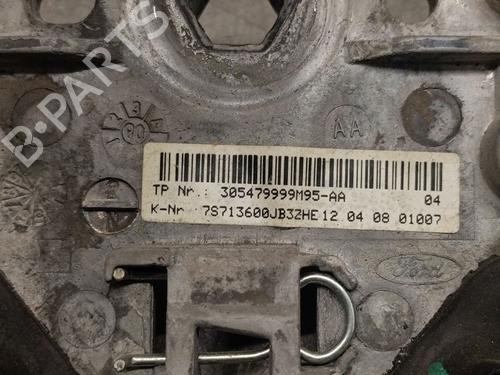 B-PARTS
AA
TP Nr.: 305479999M95-AA 04
K-Nr 7S713600JB3ZHE 12 04 08 01007
Ford